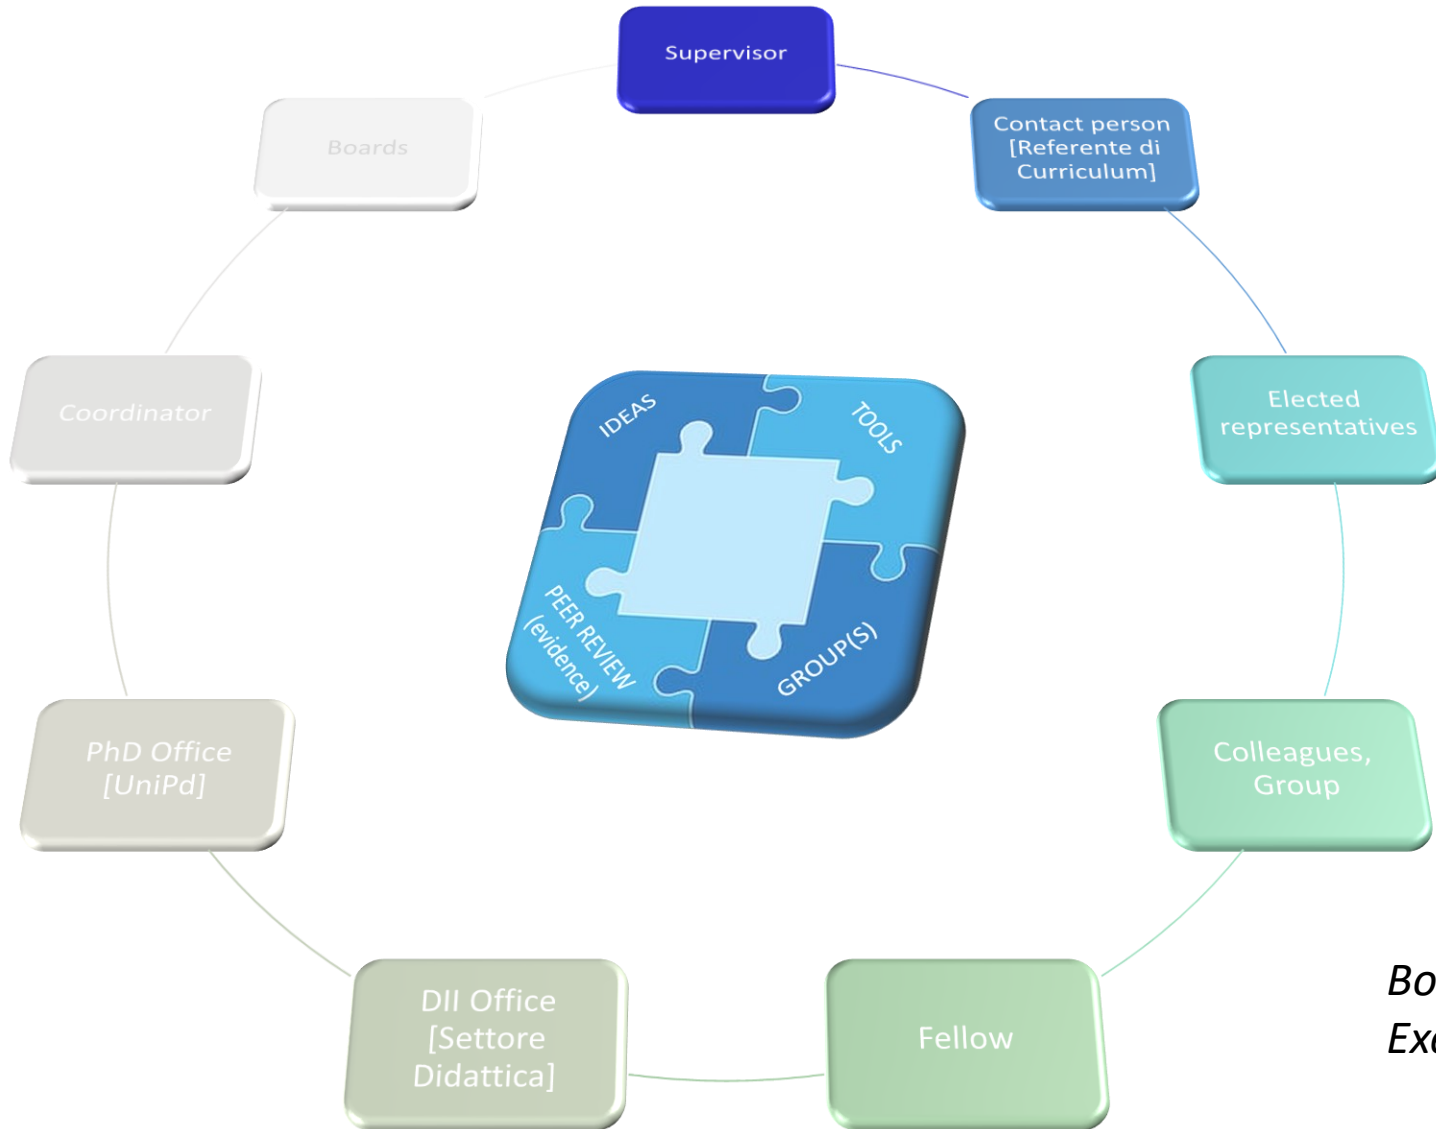 Supervisor
Contact person
[Referente di
Curriculum]
Boards
Elected
representatives
Coordinator
IDEAS
TOOLS
PEER REVIEW
(evidence)
GROUP(S)
Colleagues,
Group
PhD Office
[UniPd]
Fellow
DII Office
[Settore
Didattica]